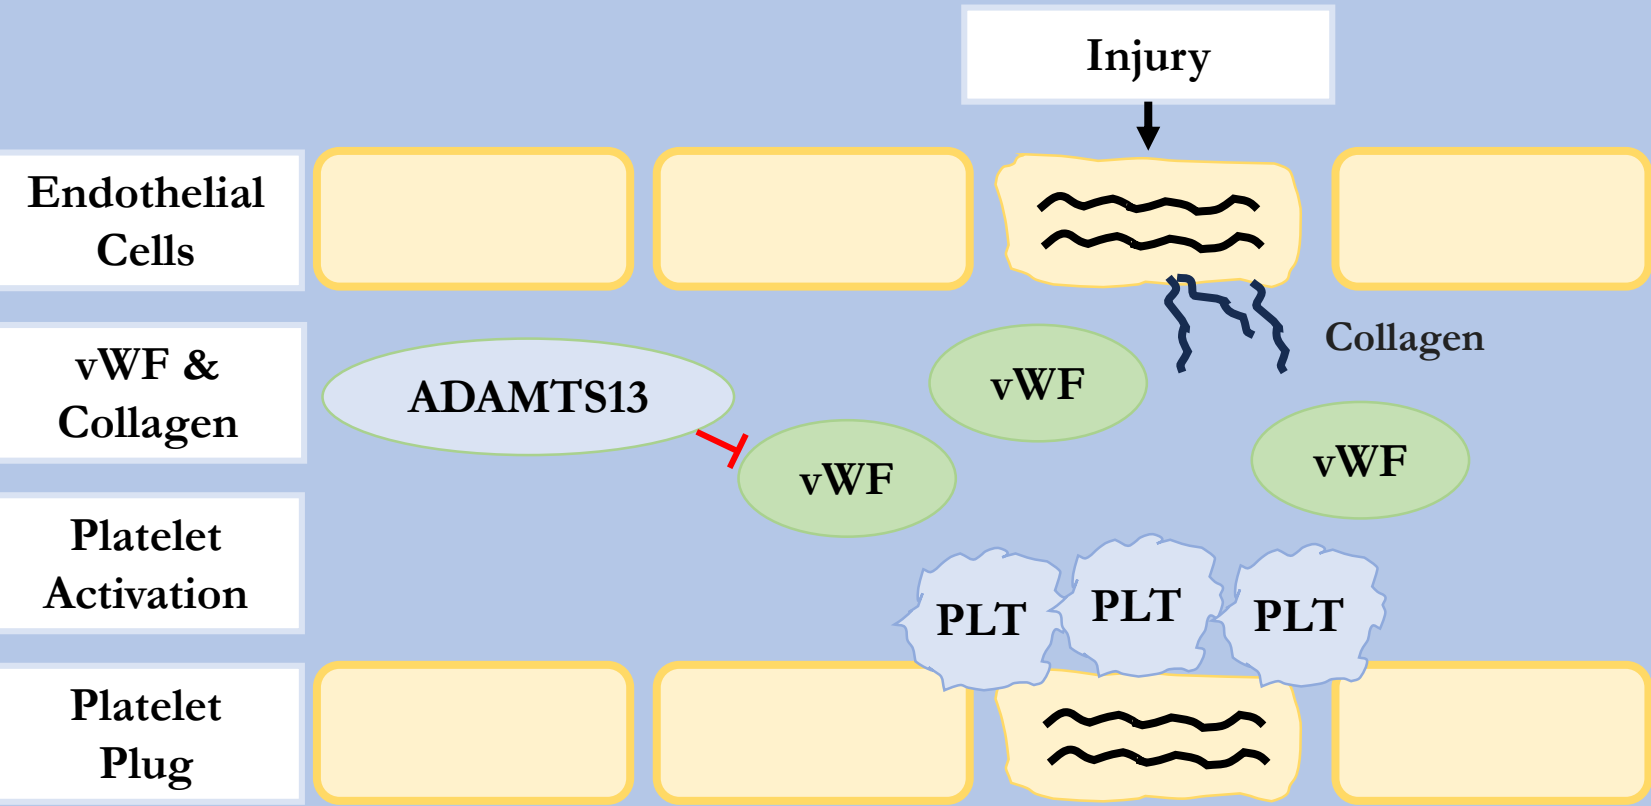 Injury
Endothelial
Cells
vWF &
Collagen
Platelet
Activation
Platelet
Plug
ADAMTS13
vWF
vWF
Collagen
vWF
PLT
PLT
PLT